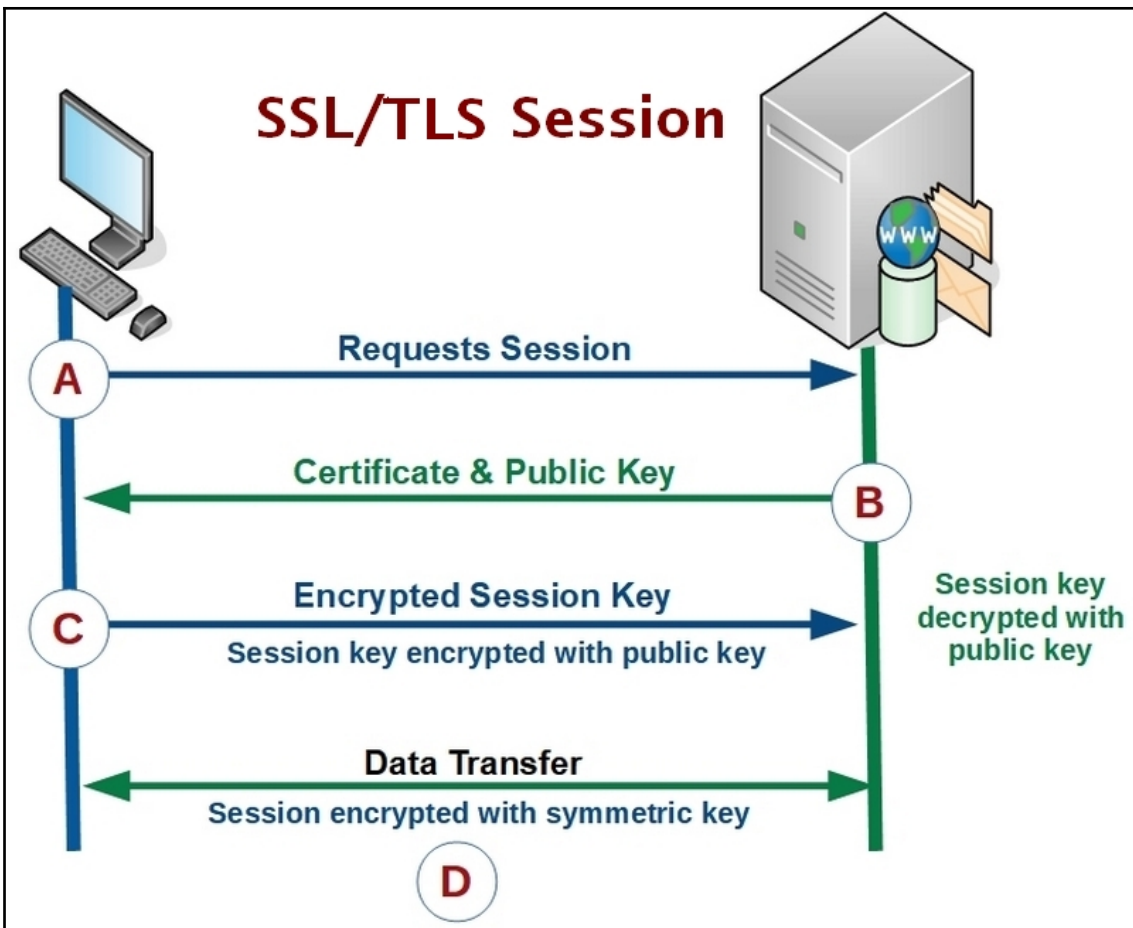 SSL/TLS Session
WWW
Requests Session
A
Certificate & Public Key
B
Encrypted Session Key
C
Session key encrypted with public key
Session key
decrypted with
public key
Data Transfer
Session encrypted with symmetric key
D